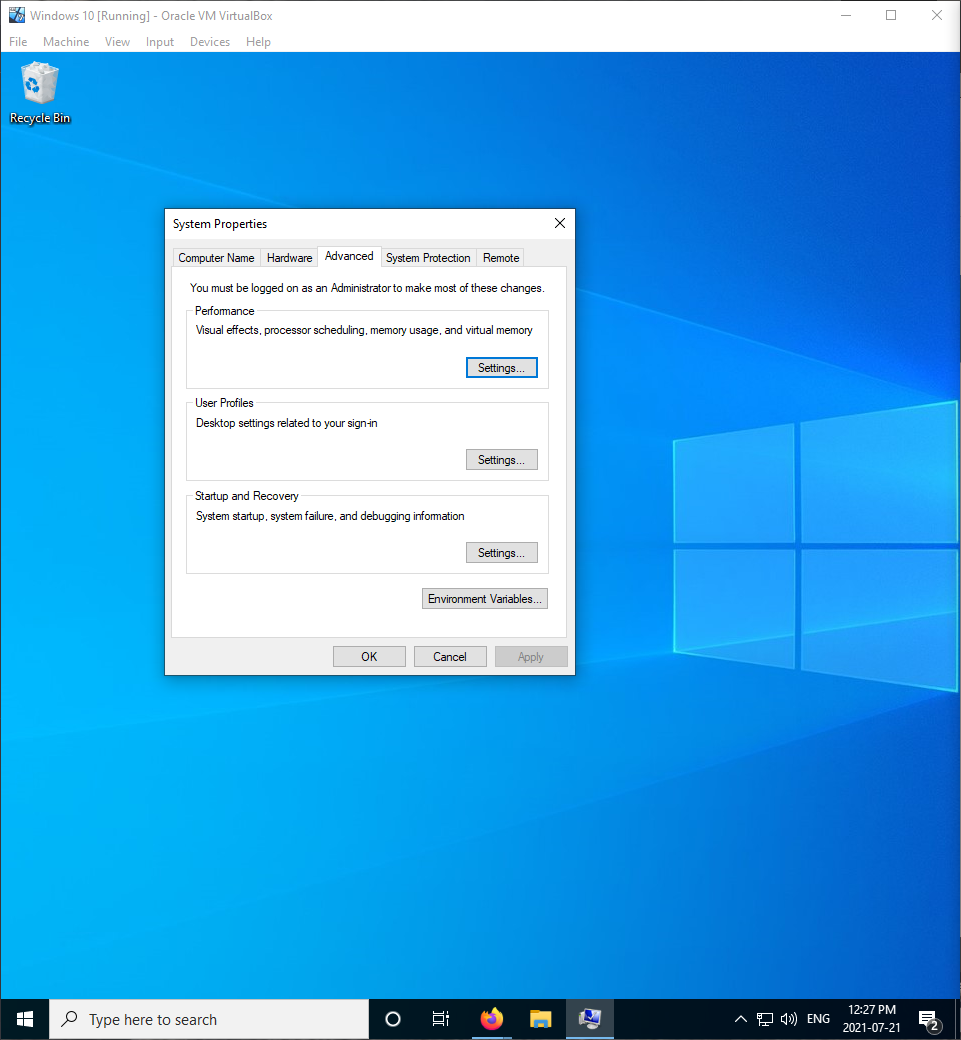 Windows 10 [Running] - Oracle VM VirtualBox
File Machine View Input Devices Help
Recycle Bin
System Properties
Computer Name Hardware Advanced System Protection Remote
You must be logged on as an Administrator to make most of these changes.
Performance
Visual effects, processor scheduling, memory usage, and virtual memory
Settings...
User Profiles
Desktop settings related to your sign-in
Settings...
Startup and Recovery
System startup, system failure, and debugging information
Settings...
Environment Variables...
OK Cancel Apply
Type here to search
ENG
12:27 PM
2021-07-21
2